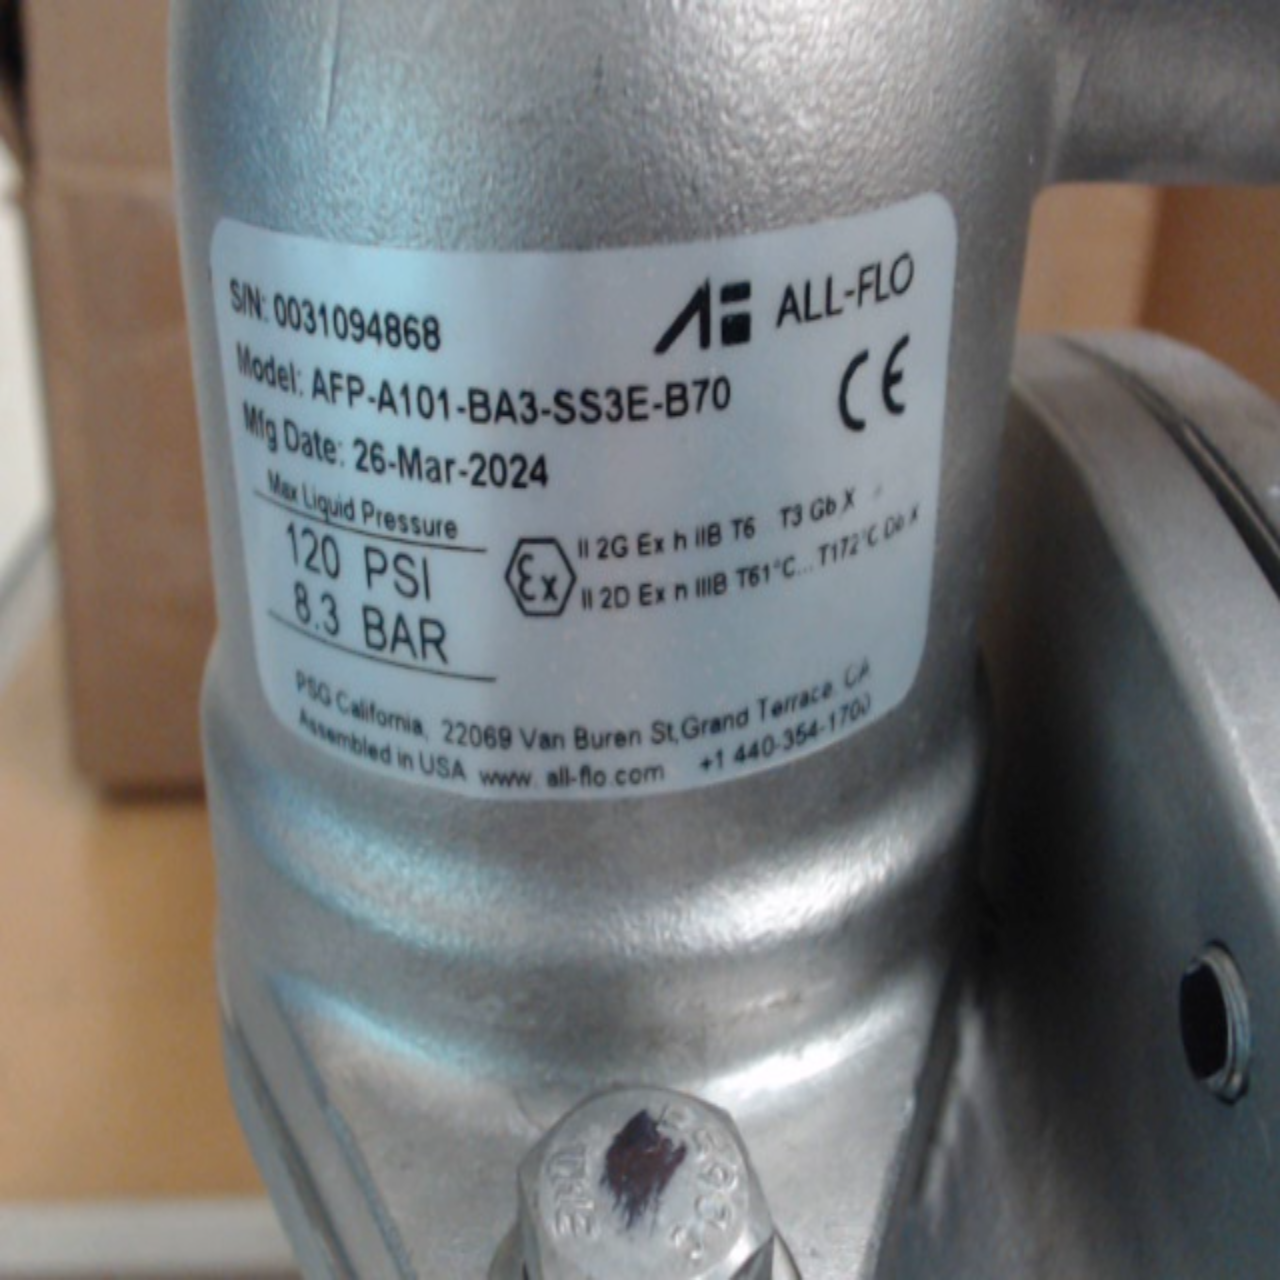 S/N: 0031094868
ALL-FLO
Model: AFP-A101-BA3-SS3E-B70
CE
Mfg Date: 26-Mar-2024
Max Liquid Pressure
120 PSI
8.3 BAR
Ex
II 2G Ex h IIB T6 T3 Gb X
II 2D Ex h IIIB T61°C... T172°C Db X
PSG California, 22069 Van Buren St,Grand Terrace, CA
Assembled in USA www. all-flo.com +1 440-354-1700